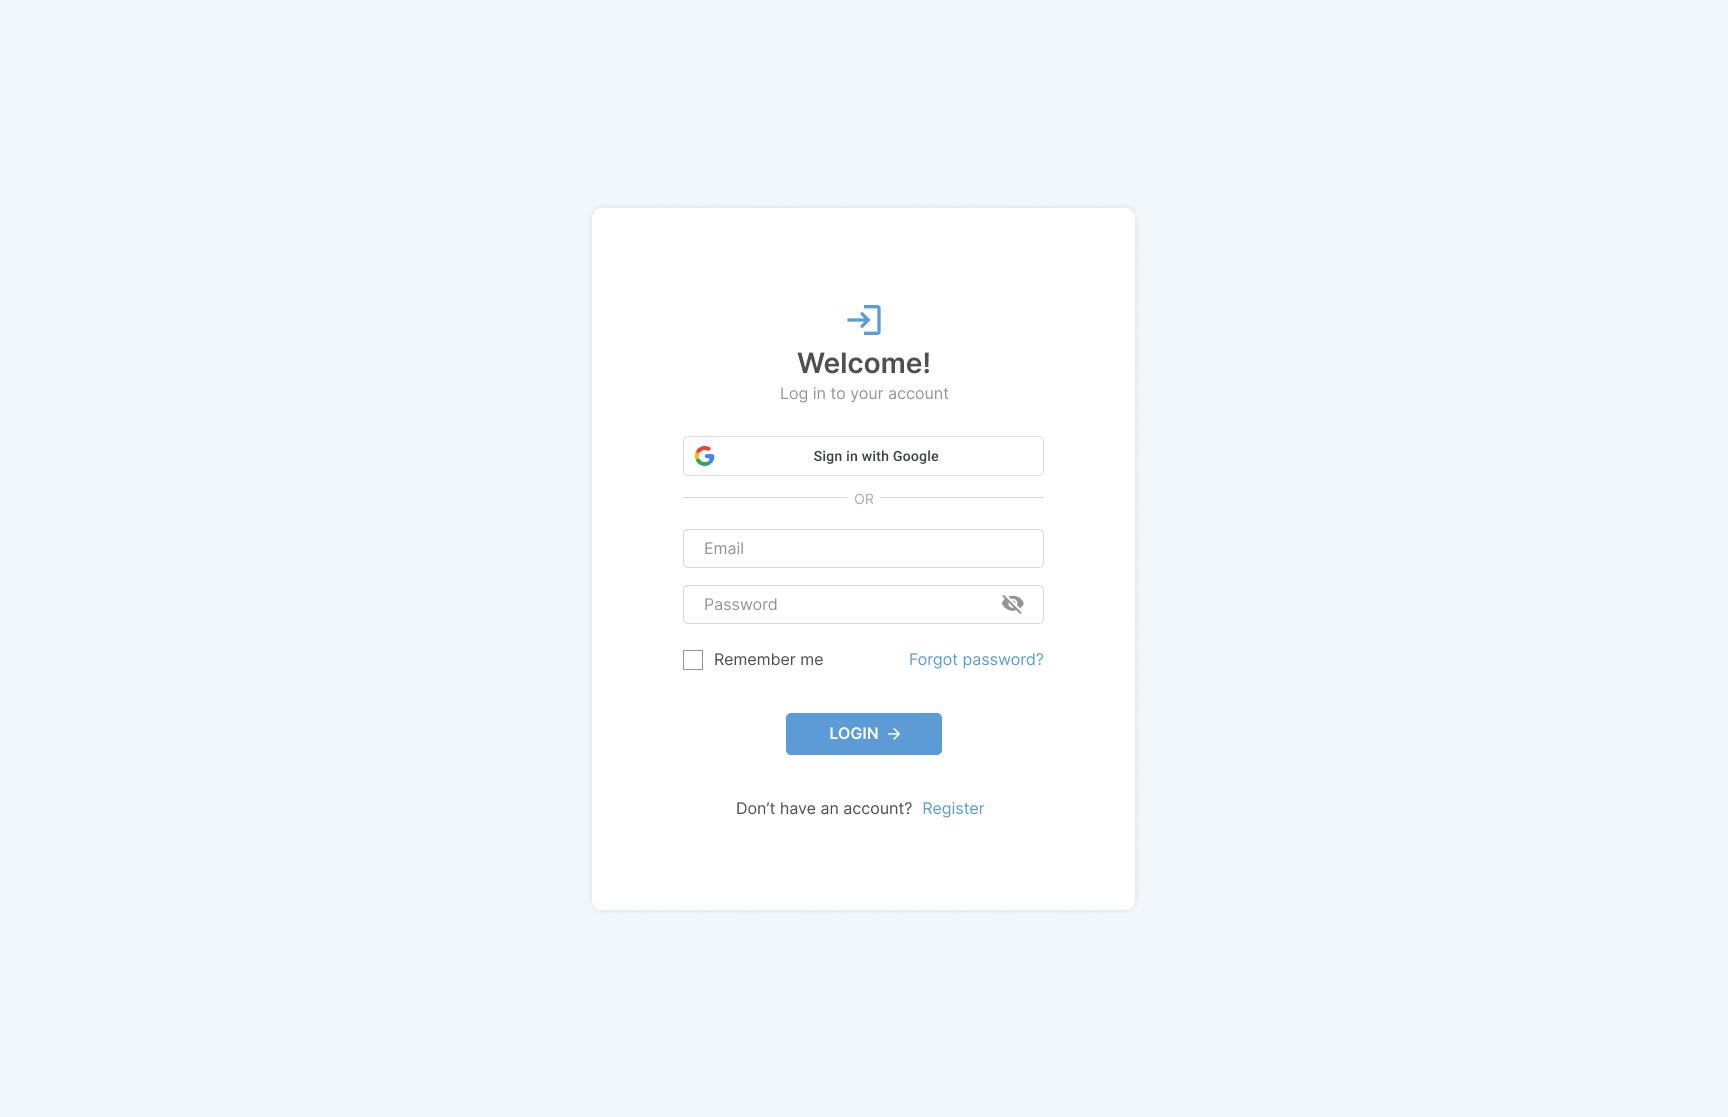 Welcome!
Log in to your account
Sign in with Google
OR
Email
Password
Remember me
Forgot password?
LOGIN
Don’t have an account? Register